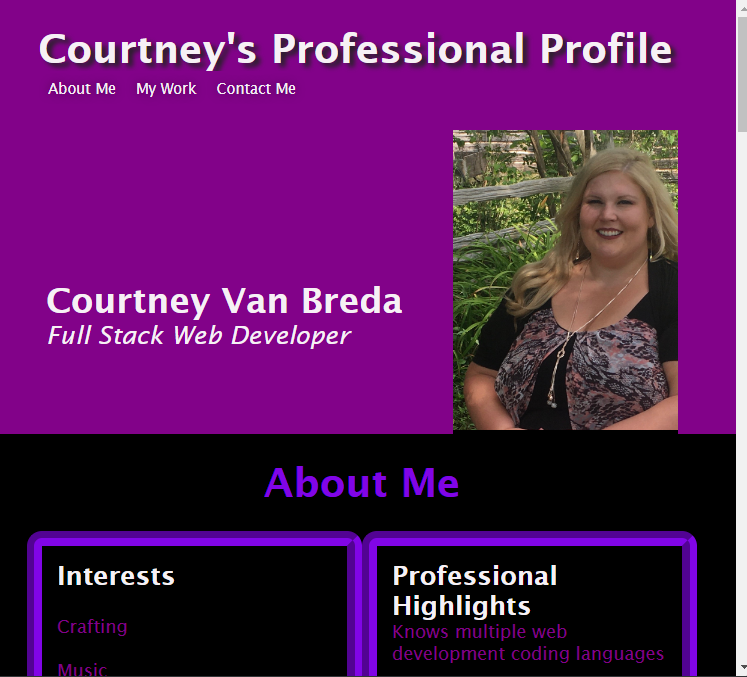 Courtney's Professional Profile
About Me My Work Contact Me
Courtney Van Breda
Full Stack Web Developer
About Me
Interests
Crafting
Music
Professional
Highlights
Knows multiple web
development coding languages